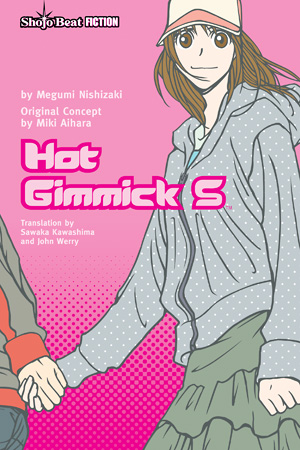 Shojo Beat FICTION
by Megumi Nishizaki
Original Concept
by Miki Aihara
Hot
Gimmick S
Translation by
Sawaka Kawashima
and John Werry